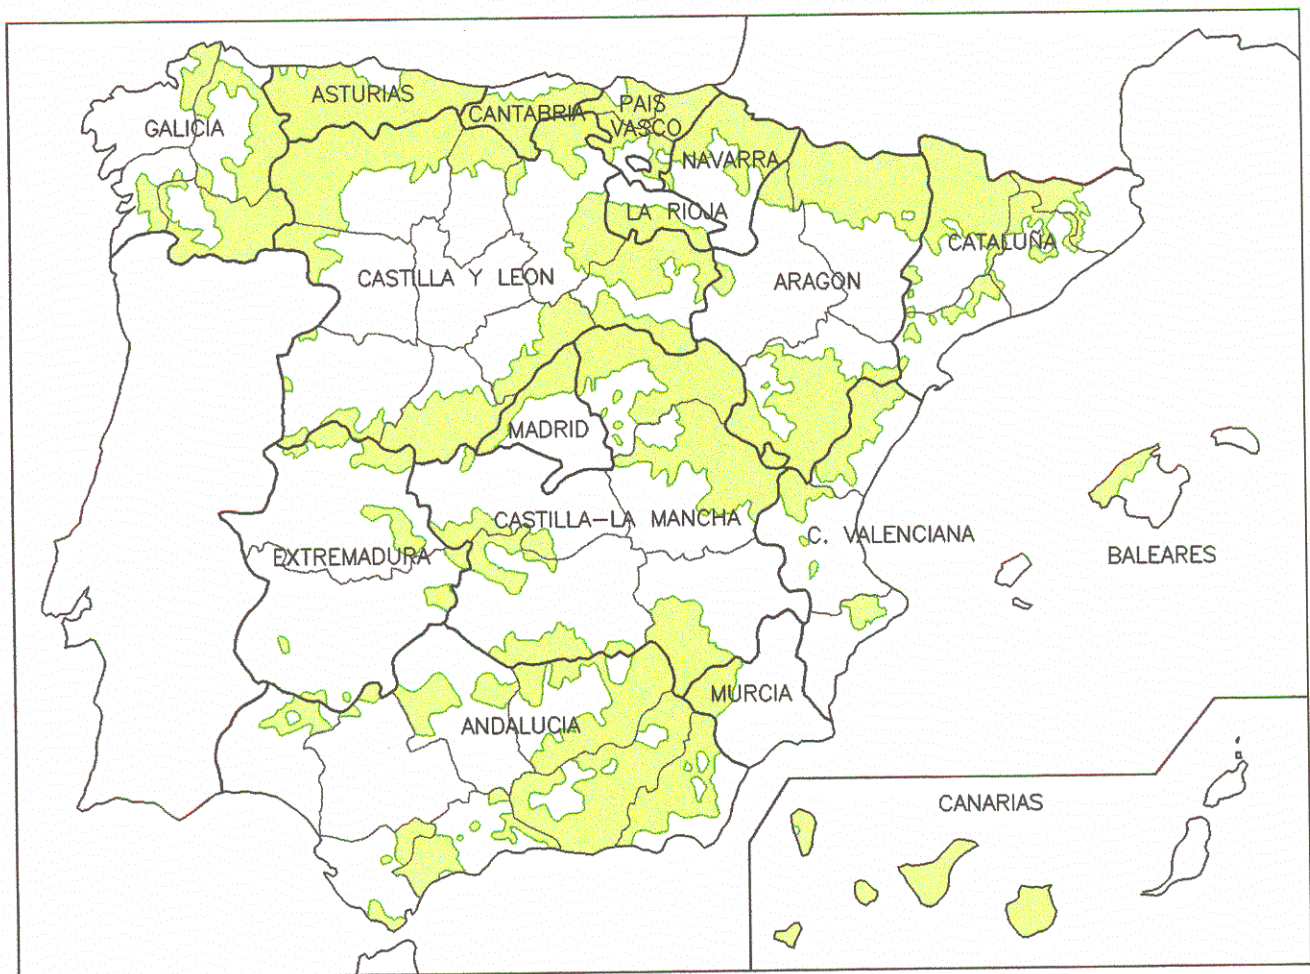 ASTURIAS
CANTABRIA
PAIS
VASCO
GALICIA
NAVARRA
LA RIOJA
CATALUÑA
CASTILLA Y LEON
ARAGON
MADRID
CASTILLA-LA MANCHA
C. VALENCIANA
EXTREMADURA
BALEARES
MURCIA
ANDALUCIA
CANARIAS